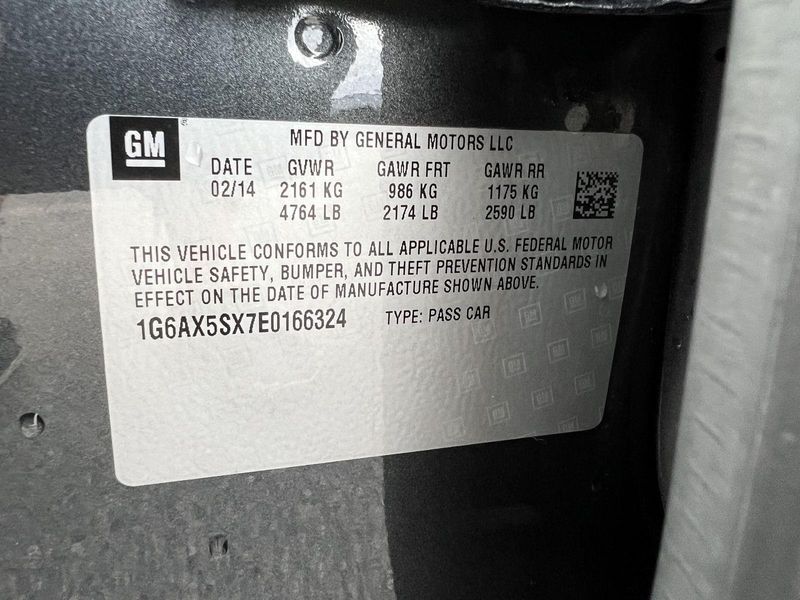 GM
MFD BY GENERAL MOTORS LLC
DATE GVWR GAWR FRT GAWR RR
02/14 2161 KG 986 KG 1175 KG
4764 LB 2174 LB 2590 LB
THIS VEHICLE CONFORMS TO ALL APPLICABLE U.S. FEDERAL MOTOR
VEHICLE SAFETY, BUMPER, AND THEFT PREVENTION STANDARDS IN
EFFECT ON THE DATE OF MANUFACTURE SHOWN ABOVE.
1G6AX5SX7E0166324 TYPE: PASS CAR